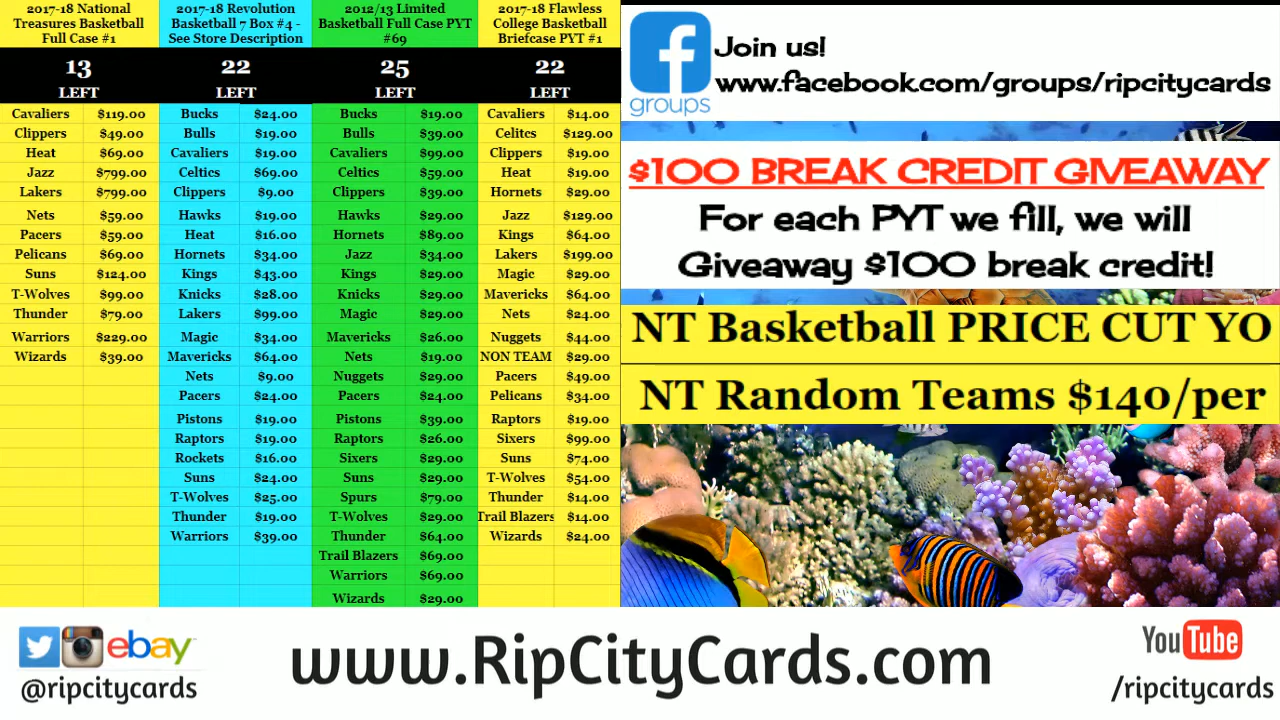 2017-18 National
Treasures Basketball
Full Case #1
13
LEFT
Cavaliers $119.00
Clippers $49.00
Heat $69.00
Jazz $799.00
Lakers $799.00
Nets $59.00
Pacers $59.00
Pelicans $69.00
Suns $124.00
T-Wolves $99.00
Thunder $79.00
Warriors $229.00
Wizards $39.00
2017-18 Revolution
Basketball 7 Box #4 -
See Store Description
22
LEFT
Bucks $24.00
Bulls $19.00
Cavaliers $19.00
Celtics $69.00
Clippers $9.00
Hawks $19.00
Heat $16.00
Hornets $34.00
Kings $43.00
Knicks $28.00
Lakers $99.00
Magic $34.00
Mavericks $64.00
Nets $9.00
Pacers $24.00
Pistons $19.00
Raptors $19.00
Rockets $16.00
Suns $24.00
T-Wolves $25.00
Thunder $19.00
Warriors $39.00
2012/13 Limited
Basketball Full Case PYT
#69
25
LEFT
Bucks $19.00
Bulls $39.00
Cavaliers $99.00
Celtics $59.00
Clippers $39.00
Hawks $29.00
Hornets $89.00
Jazz $34.00
Kings $29.00
Knicks $29.00
Magic $29.00
Mavericks $26.00
Nets $19.00
Nuggets $29.00
Pacers $24.00
Pistons $39.00
Raptors $26.00
Sixers $29.00
Suns $29.00
Spurs $79.00
T-Wolves $29.00
Thunder $64.00
Trail Blazers $69.00
Warriors $69.00
Wizards $29.00
2017-18 Flawless
College Basketball
Briefcase PYT #1
22
LEFT
Cavaliers $14.00
Celitcs $129.00
Clippers $19.00
Heat $19.00
Hornets $29.00
Jazz $129.00
Kings $64.00
Lakers $199.00
Magic $29.00
Mavericks $64.00
Nets $24.00
Nuggets $44.00
NON TEAM $29.00
Pacers $49.00
Pelicans $34.00
Raptors $19.00
Sixers $99.00
Suns $74.00
T-Wolves $54.00
Thunder $14.00
Trail Blazers $14.00
Wizards $24.00
f
groups
Join us!
www.facebook.com/groups/ripcitycards
$100 BREAK CREDIT GIVEAWAY
For each PYT we fill, we will
Giveaway $100 break credit!
NT Basketball PRICE CUT YO
NT Random Teams $140/per
ebay
@ripcitycards
www.RipCityCards.com
YouTube
/ripcitycards